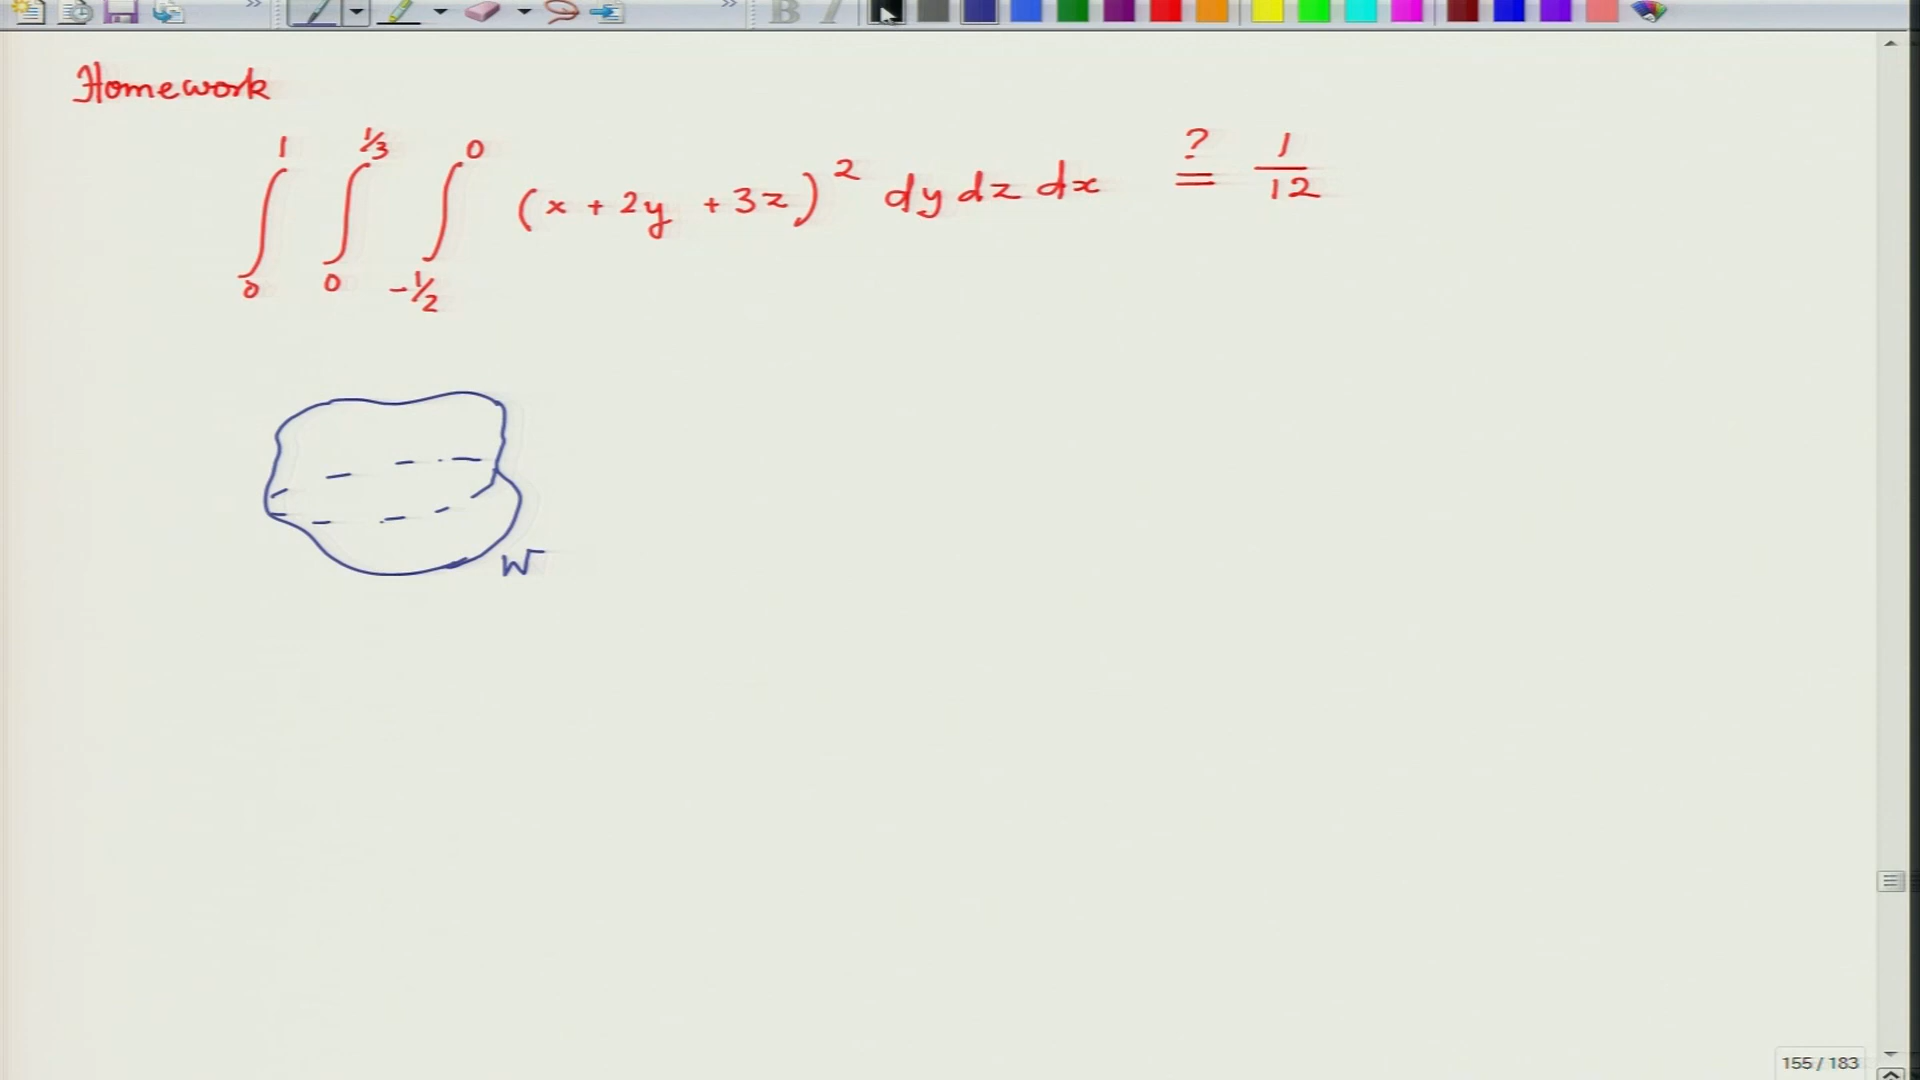 Homework
∫₀¹ ∫₀^{1/3} ∫_{-1/2}^0 (x + 2y + 3z)² dy dz dx ?= 1/12
W
155 / 183